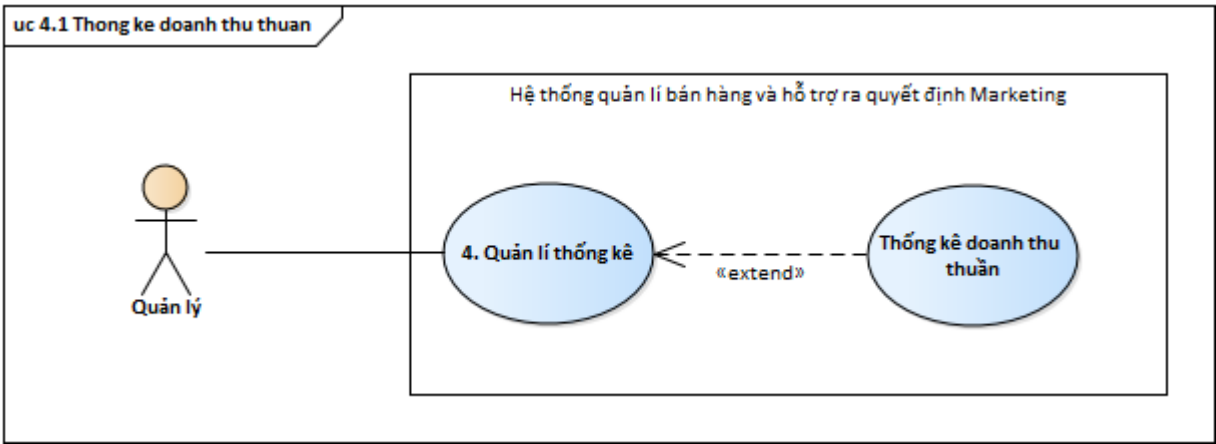 uc 4.1 Thong ke doanh thu thuan
Hệ thống quản lí bán hàng và hỗ trợ ra quyết định Marketing
Quản lý
4. Quản lí thống kê
«extend»
Thống kê doanh thu
thuần